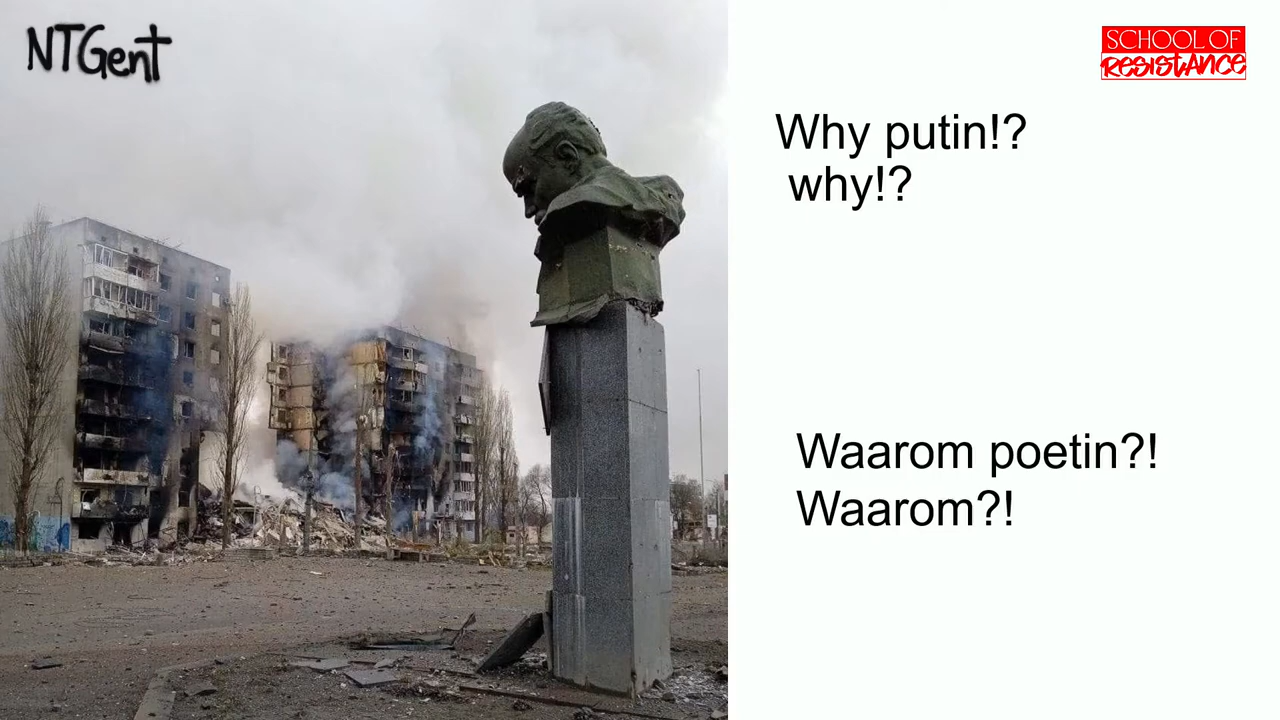 NTGent
SCHOOL OF
RESISTANCE
Why putin!?
why!?
Waarom poetin?!
Waarom?!